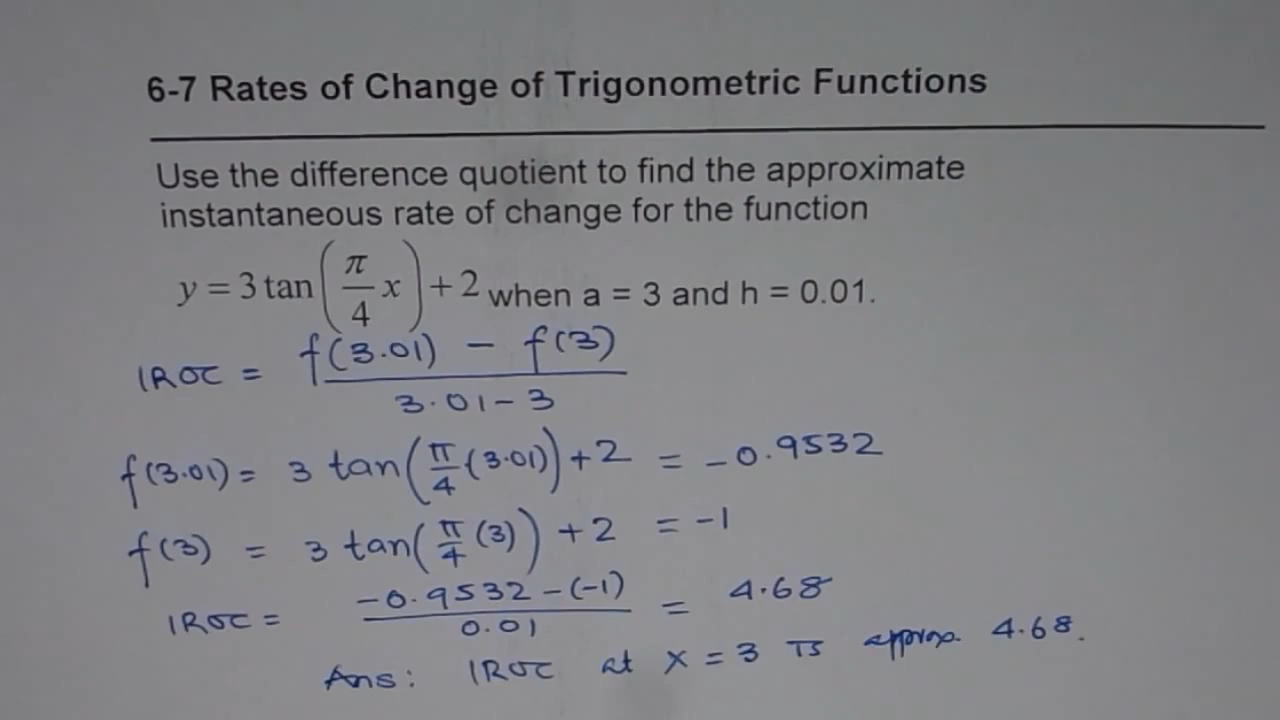 6-7 Rates of Change of Trigonometric Functions
Use the difference quotient to find the approximate
instantaneous rate of change for the function
y = 3 tan(π/4 x) + 2 when a = 3 and h = 0.01.
IROC = f(3.01) - f(3) / 3.01 - 3
f(3.01) = 3 tan(π/4 (3.01)) + 2 = -0.9532
f(3) = 3 tan(π/4 (3)) + 2 = -1
IROC = -0.9532 - (-1) / 0.01 = 4.68
Ans: IROC at x = 3 is approx. 4.68.